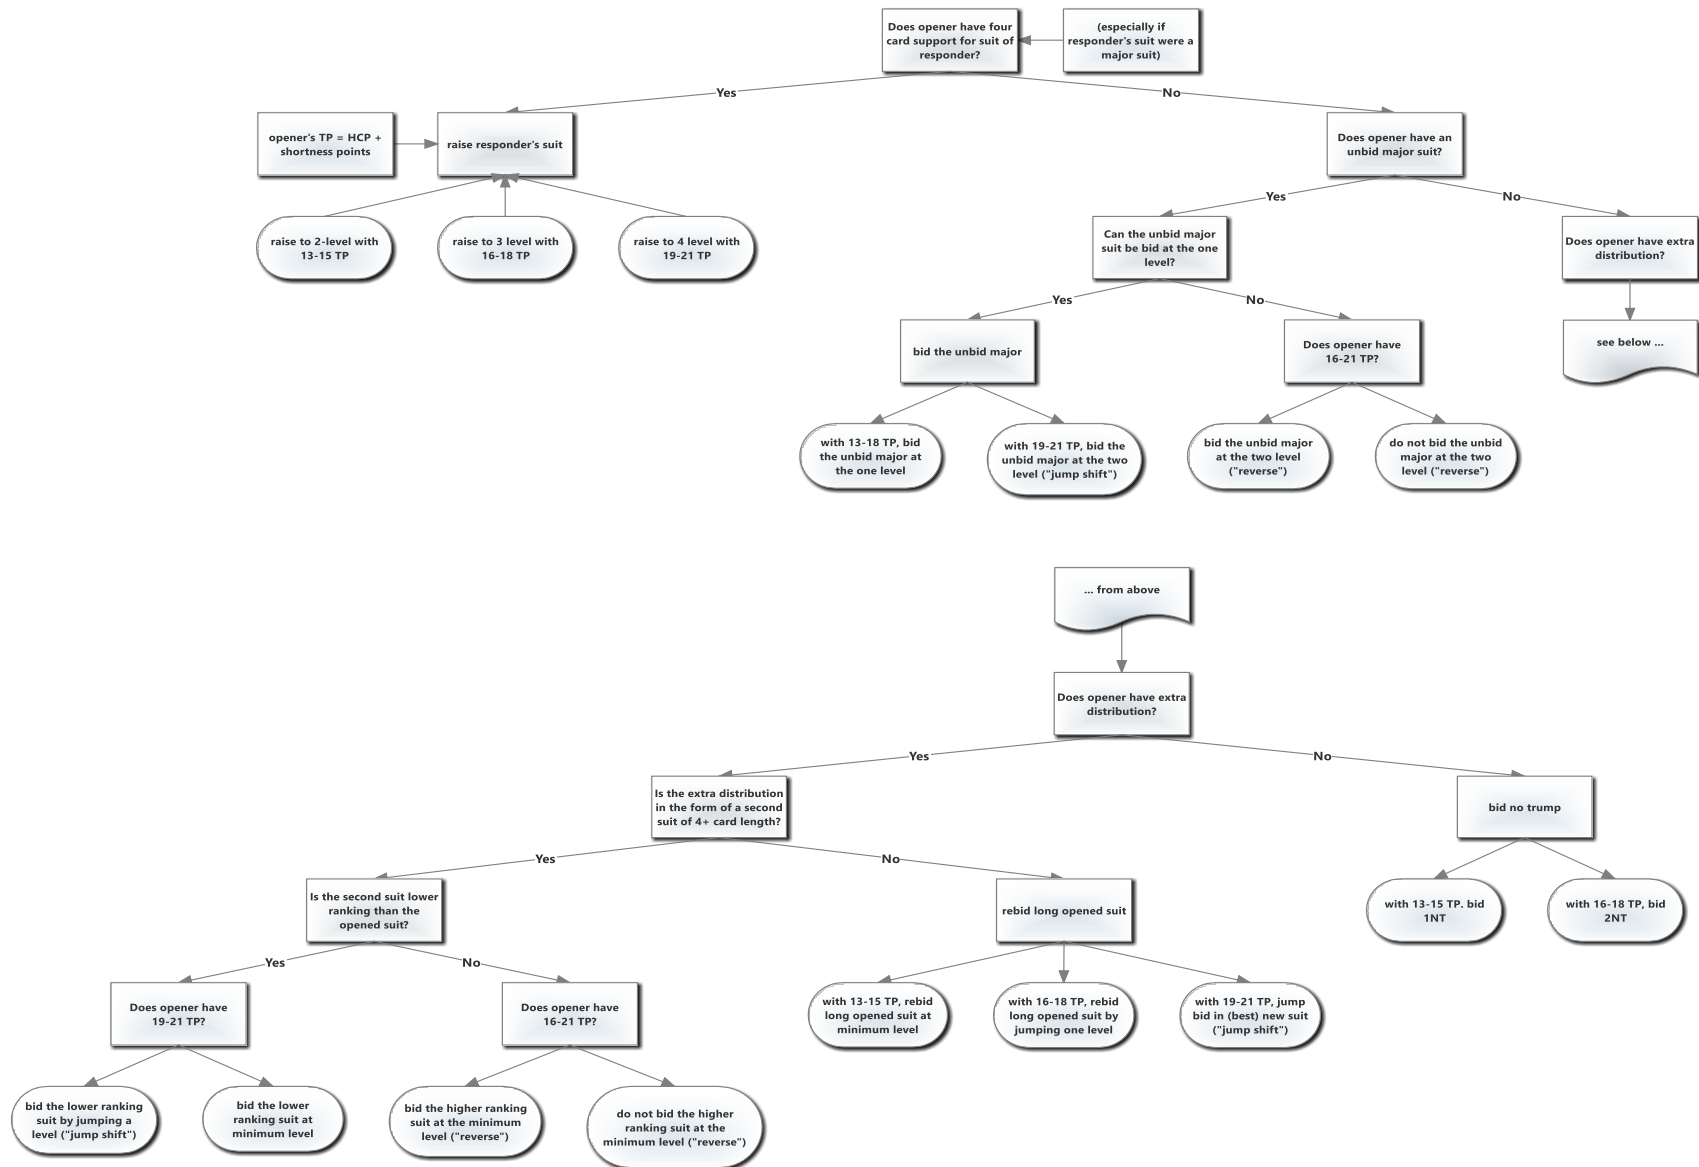 Does opener have four
card support for suit of
responder?
(especially if
responder's suit were a
major suit)
Yes
No
opener's TP = HCP +
shortness points
raise responder's suit
Does opener have an
unbid major suit?
Yes
No
raise to 2-level with
13-15 TP
raise to 3 level with
16-18 TP
raise to 4 level with
19-21 TP
Can the unbid major
suit be bid at the one
level?
Does opener have extra
distribution?
Yes
No
bid the unbid major
Does opener have
16-21 TP?
see below ...
with 13-18 TP, bid
the unbid major at
the one level
with 19-21 TP, bid the
unbid major at the two
level ("jump shift")
bid the unbid major
at the two level
("reverse")
do not bid the unbid
major at the two
level ("reverse")
... from above
Does opener have extra
distribution?
Yes
No
Is the extra distribution
in the form of a second
suit of 4+ card length?
bid no trump
Yes
No
Is the second suit lower
ranking than the
opened suit?
rebid long opened suit
with 13-15 TP. bid
1NT
with 16-18 TP, bid
2NT
Yes
No
Does opener have
19-21 TP?
Does opener have
16-21 TP?
with 13-15 TP, rebid
long opened suit at
minimum level
with 16-18 TP, rebid
long opened suit by
jumping one level
with 19-21 TP, jump
bid in (best) new suit
("jump shift")
bid the lower ranking
suit by jumping a
level ("jump shift")
bid the lower
ranking suit at
minimum level
bid the higher ranking
suit at the minimum
level ("reverse")
do not bid the higher
ranking suit at the
minimum level ("reverse")